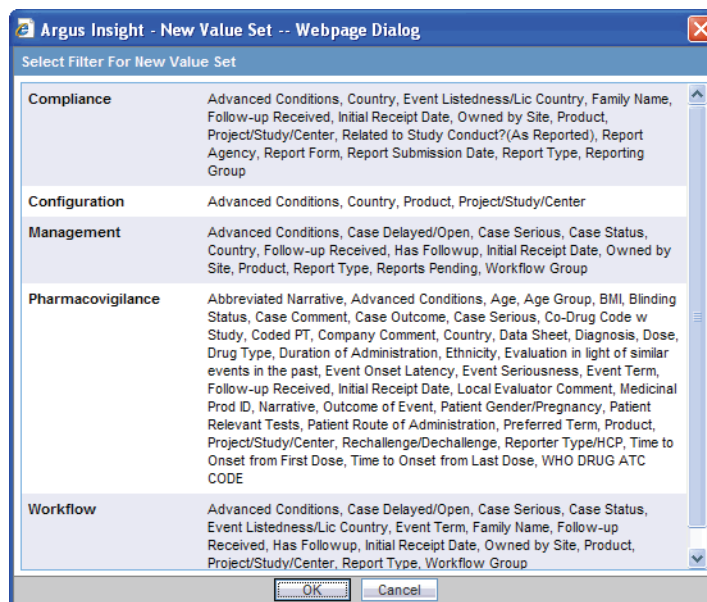 Argus Insight - New Value Set -- Webpage Dialog
Select Filter For New Value Set
Compliance
Advanced Conditions, Country, Event Listedness/Lic Country, Family Name,
Follow-up Received, Initial Receipt Date, Owned by Site, Product,
Project/Study/Center, Related to Study Conduct?(As Reported), Report
Agency, Report Form, Report Submission Date, Report Type, Reporting
Group
Configuration
Advanced Conditions, Country, Product, Project/Study/Center
Management
Advanced Conditions, Case Delayed/Open, Case Serious, Case Status,
Country, Follow-up Received, Has Followup, Initial Receipt Date, Owned by
Site, Product, Report Type, Reports Pending, Workflow Group
Pharmacovigilance
Abbreviated Narrative, Advanced Conditions, Age, Age Group, BMI, Blinding
Status, Case Comment, Case Outcome, Case Serious, Co-Drug Code w
Study, Coded PT, Company Comment, Country, Data Sheet, Diagnosis, Dose,
Drug Type, Duration of Administration, Ethnicity, Evaluation in light of similar
events in the past, Event Onset Latency, Event Seriousness, Event Term,
Follow-up Received, Initial Receipt Date, Local Evaluator Comment, Medicinal
Prod ID, Narrative, Outcome of Event, Patient Gender/Pregnancy, Patient
Relevant Tests, Patient Route of Administration, Preferred Term, Product,
Project/Study/Center, Rechallenge/Dechallenge, Reporter Type/HCP, Time to
Onset from First Dose, Time to Onset from Last Dose, WHO DRUG ATC
CODE
Workflow
Advanced Conditions, Case Delayed/Open, Case Serious, Case Status,
Event Listedness/Lic Country, Event Term, Family Name, Follow-up
Received, Has Followup, Initial Receipt Date, Owned by Site, Product,
Project/Study/Center, Report Type, Workflow Group
OK
Cancel